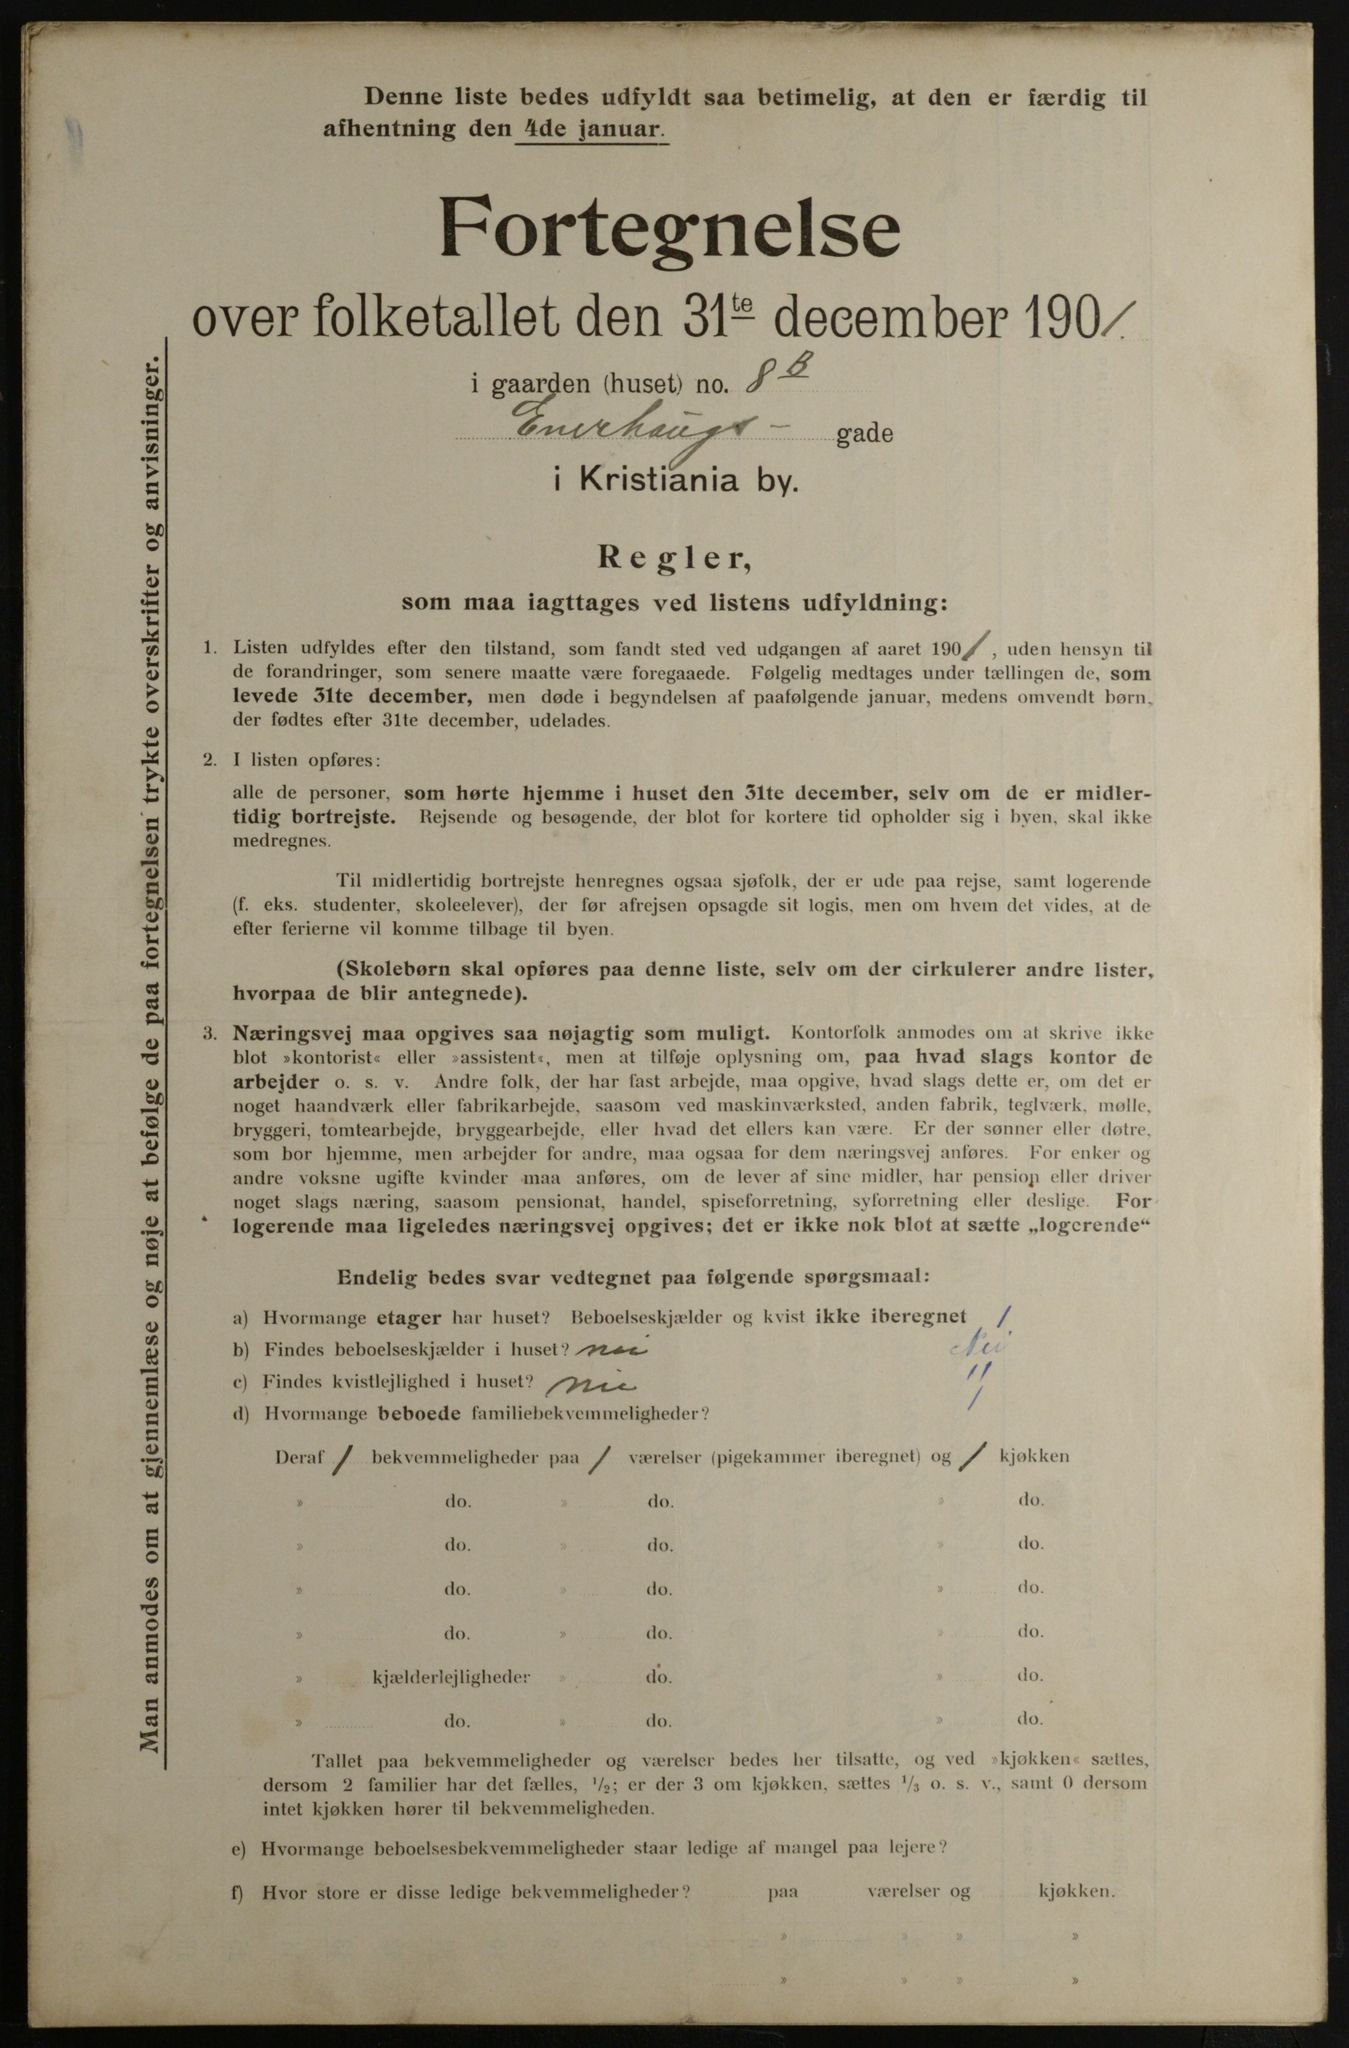 Denne liste bedes udfyldt saa betimelig, at den er færdig til
afhentning den 4de januar.
Fortegnelse
over folketallet den 31te december 1901.
i gaarden (huset) no. 8B
Enerhaugs- gade
i Kristiania by.
Regler,
som maa iagttages ved listens udfyldning:
1. Listen udfyldes efter den tilstand, som fandt sted ved udgangen af aaret 1901, uden hensyn til
de forandringer, som senere maatte være foregaaede. Følgelig medtages under tællingen de, som
levede 31te december, men døde i begyndelsen af paafølgende januar, medens omvendt børn,
der fødtes efter 31te december, udelades.
2. I listen opføres:
alle de personer, som hørte hjemme i huset den 31te december, selv om de er midler-
tidig bortrejste. Rejsende og besøgende, der blot for kortere tid opholder sig i byen, skal ikke
medregnes.
Til midlertidig bortrejste henregnes ogsaa sjøfolk, der er ude paa rejse, samt logerende
(f. eks. studenter, skoleelever), der før afrejsen opsagde sit logis, men om hvem det vides, at de
efter ferierne vil komme tilbage til byen.
(Skolebørn skal opføres paa denne liste, selv om der cirkulerer andre lister,
hvorpaa de blir antegnede).
3. Næringsvej maa opgives saa nøjagtig som muligt. Kontorfolk anmodes om at skrive ikke
blot »kontorist« eller »assistent«, men at tilføje oplysning om, paa hvad slags kontor de
arbejder o. s. v. Andre folk, der har fast arbejde, maa opgive, hvad slags dette er, om det er
noget haandværk eller fabrikarbejde, saasom ved maskinværksted, anden fabrik, teglværk, mølle,
bryggeri, tomtearbejde, bryggearbejde, eller hvad det ellers kan være. Er der sønner eller døtre,
som bor hjemme, men arbejder for andre, maa ogsaa for dem næringsvej anføres. For enker og
andre voksne ugifte kvinder maa anføres, om de lever af sine midler, har pension eller driver
noget slags næring, saasom pensionat, handel, spiseforretning, syforretning eller deslige. For
logerende maa ligeledes næringsvej opgives; det er ikke nok blot at sætte „logerende“
Endelig bedes svar vedtegnet paa følgende spørgsmaal:
a) Hvormange etager har huset? Beboelseskjælder og kvist ikke iberegnet 1
b) Findes beboelseskjælder i huset? nei Nei
c) Findes kvistlejlighed i huset? nie "
d) Hvormange beboede familiebekvemmeligheder? 1
Deraf 1 bekvemmeligheder paa 1 værelser (pigekammer iberegnet) og 1 kjøkken
» do. » do. » do.
» do. » do. » do.
» do. » do. » do.
» do. » do. » do.
» kjælderlejligheder » do. » do.
» do. » do. » do.
Tallet paa bekvemmeligheder og værelser bedes her tilsatte, og ved »kjøkken« sættes,
dersom 2 familier har det fælles, 1/2; er der 3 om kjøkken, sættes 1/3 o. s. v., samt 0 dersom
intet kjøkken hører til bekvemmeligheden.
e) Hvormange beboelsesbekvemmeligheder staar ledige af mangel paa lejere?
f) Hvor store er disse ledige bekvemmeligheder? paa værelser og kjøkken.
» » » »
» » » »
Man anmodes om at gjennemlæse og nøje at befølge de paa fortegnelsen trykte overskrifter og anvisninger.